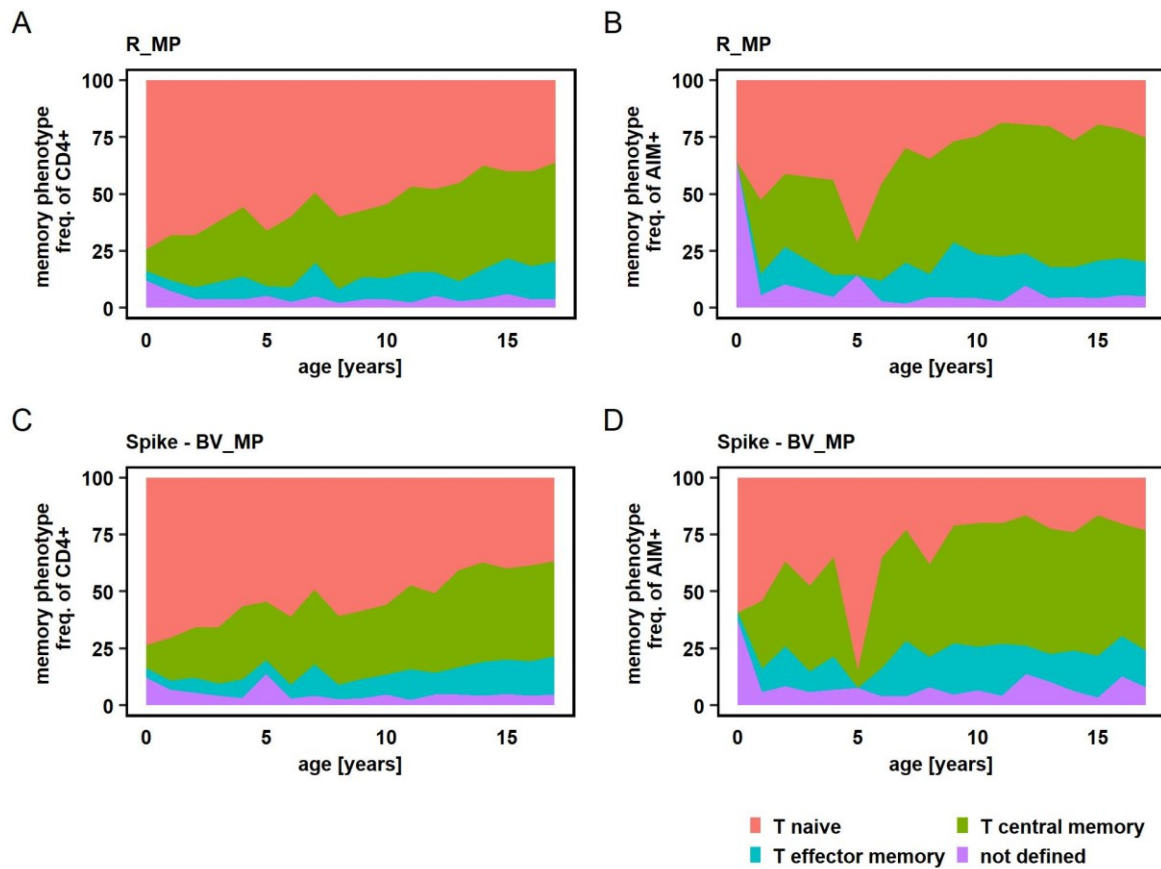 A
R_MP
100
75
50
25
0
memory phenotype
freq. of CD4+
0
5
10
15
age [years]
B
R_MP
100
75
50
25
0
memory phenotype
freq. of AIM+
0
5
10
15
age [years]
C
Spike - BV_MP
100
75
50
25
0
memory phenotype
freq. of CD4+
0
5
10
15
age [years]
D
Spike - BV_MP
100
75
50
25
0
memory phenotype
freq. of AIM+
0
5
10
15
age [years]
T naive
T central memory
T effector memory
not defined